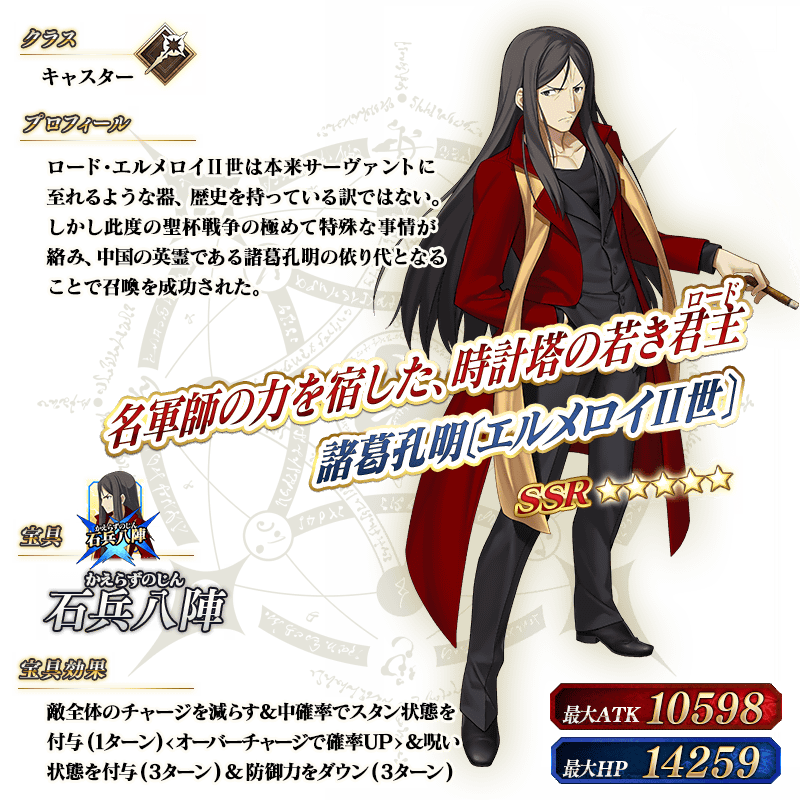 クラス
キャスター
プロフィール
ロード・エルメロイⅡ世は本来サーヴァントに
至れるような器、歴史を持っている訳ではない。
しかし此度の聖杯戦争の極めて特殊な事情が
絡み、中国の英霊である諸葛孔明の依り代となる
ことで召喚を成功された。
ロード
名軍師の力を宿した、時計塔の若き君主
諸葛孔明〔エルメロイⅡ世〕
SSR ☆☆☆☆☆
宝具
かえらずのじん
石兵八陣
かえらずのじん
石兵八陣
宝具効果
敵全体のチャージを減らす&中確率でスタン状態を
付与(1ターン)<オーバーチャージで確率UP>&呪い
状態を付与(3ターン)&防御力をダウン(3ターン)
最大ATK 10598
最大HP 14259